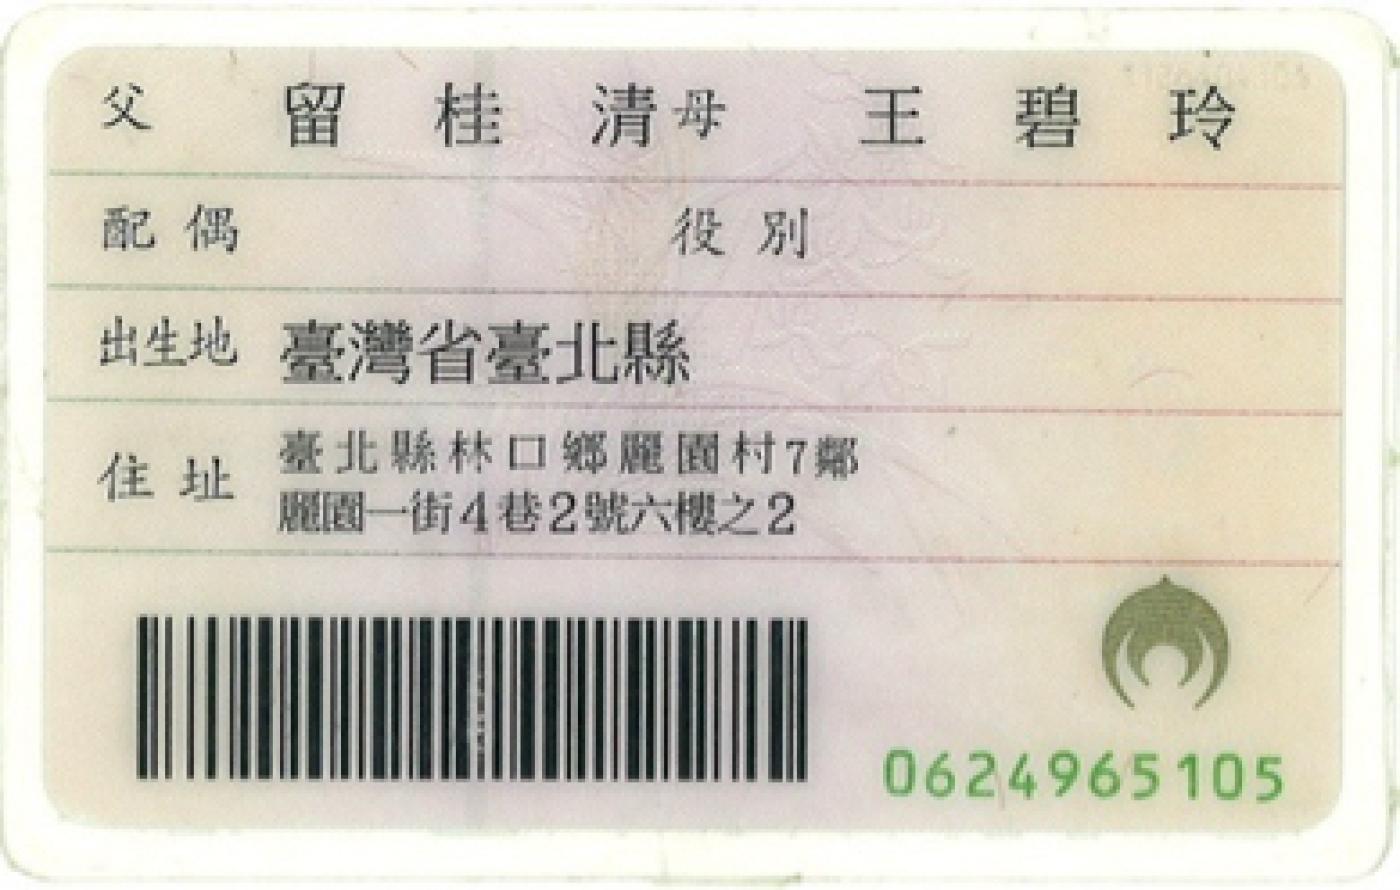 父 留桂清 母 王碧玲
配偶 役別
出生地 臺灣省臺北縣
住址 臺北縣林口鄉麗園村7鄰
麗園一街4巷2號六樓之2
0624965105